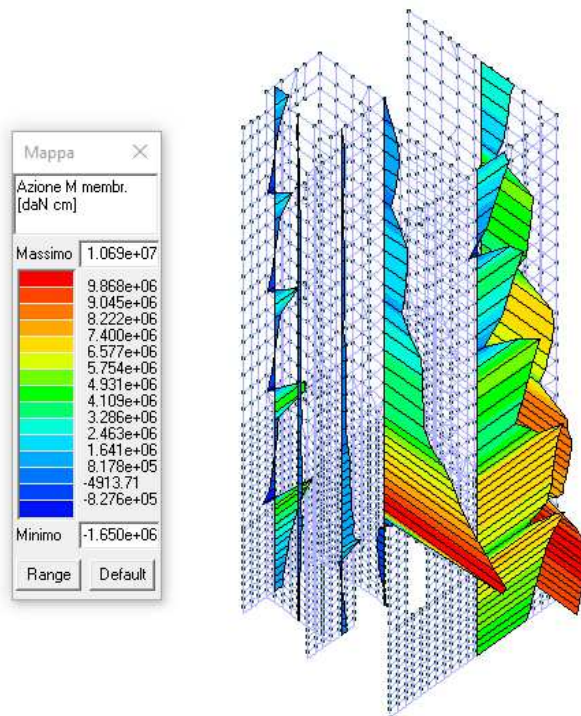 Mappa
Azione M membr.
[daN cm]
Massimo 1.069e+07
9.868e+06
9.045e+06
8.222e+06
7.400e+06
6.577e+06
5.754e+06
4.931e+06
4.109e+06
3.286e+06
2.463e+06
1.641e+06
8.178e+05
-4913.71
-8.276e+05
Minimo -1.650e+06
Range Default